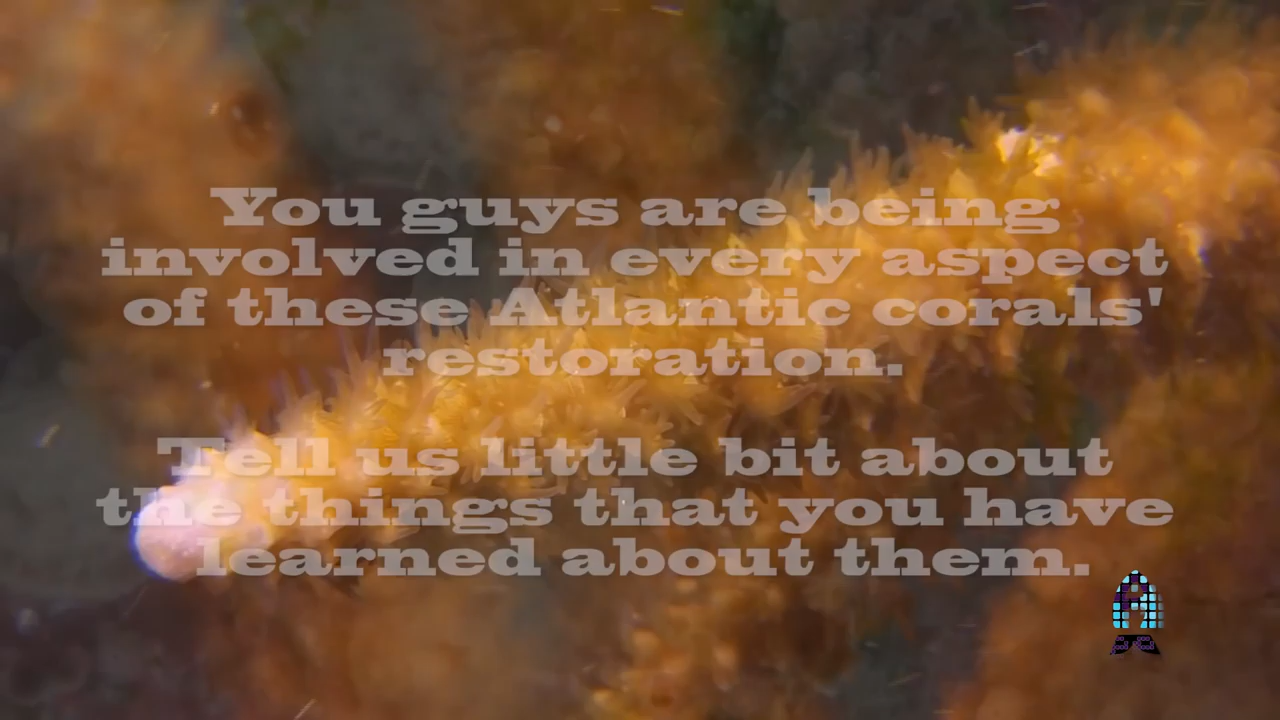 You guys are being
involved in every aspect
of these Atlantic corals'
restoration.
Tell us little bit about
the things that you have
learned about them.